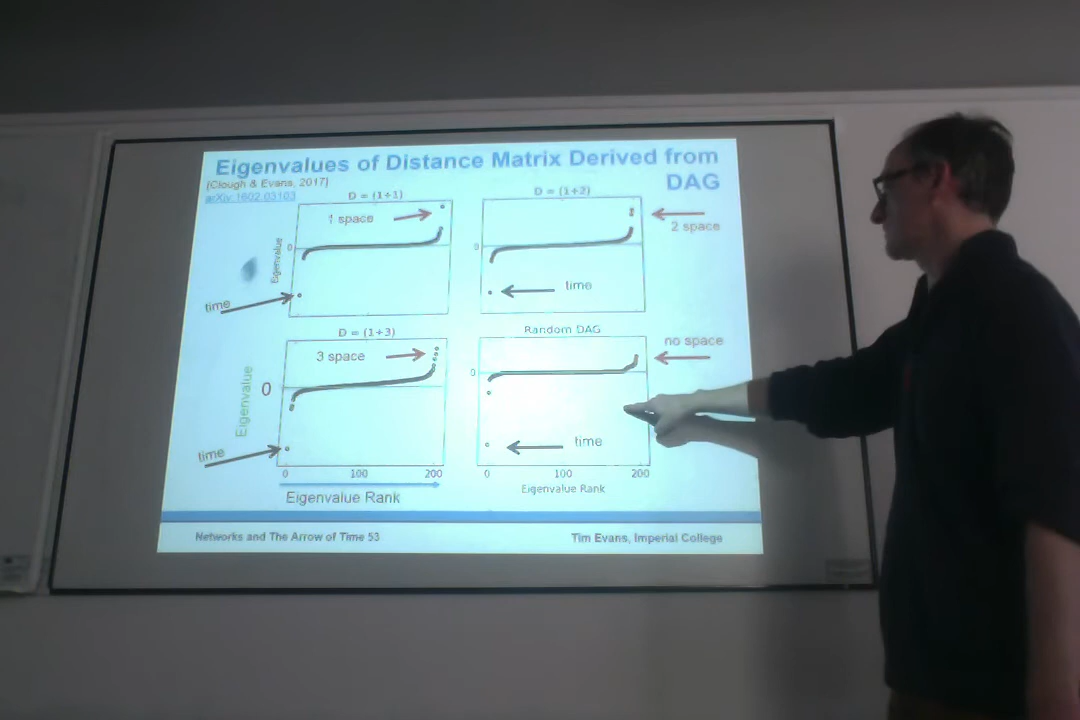 Eigenvalues of Distance Matrix Derived from
DAG
(Clough & Evans, 2017)
arXiv:1602.03103
D = (1+1)
1 space
0
Eigenvalue
time
D = (1+2)
2 space
0
time
D = (1+3)
3 space
0
Eigenvalue
time
0 100 200
Eigenvalue Rank
Random DAG
no space
0
time
0 100 200
Eigenvalue Rank
Networks and The Arrow of Time 53
Tim Evans, Imperial College